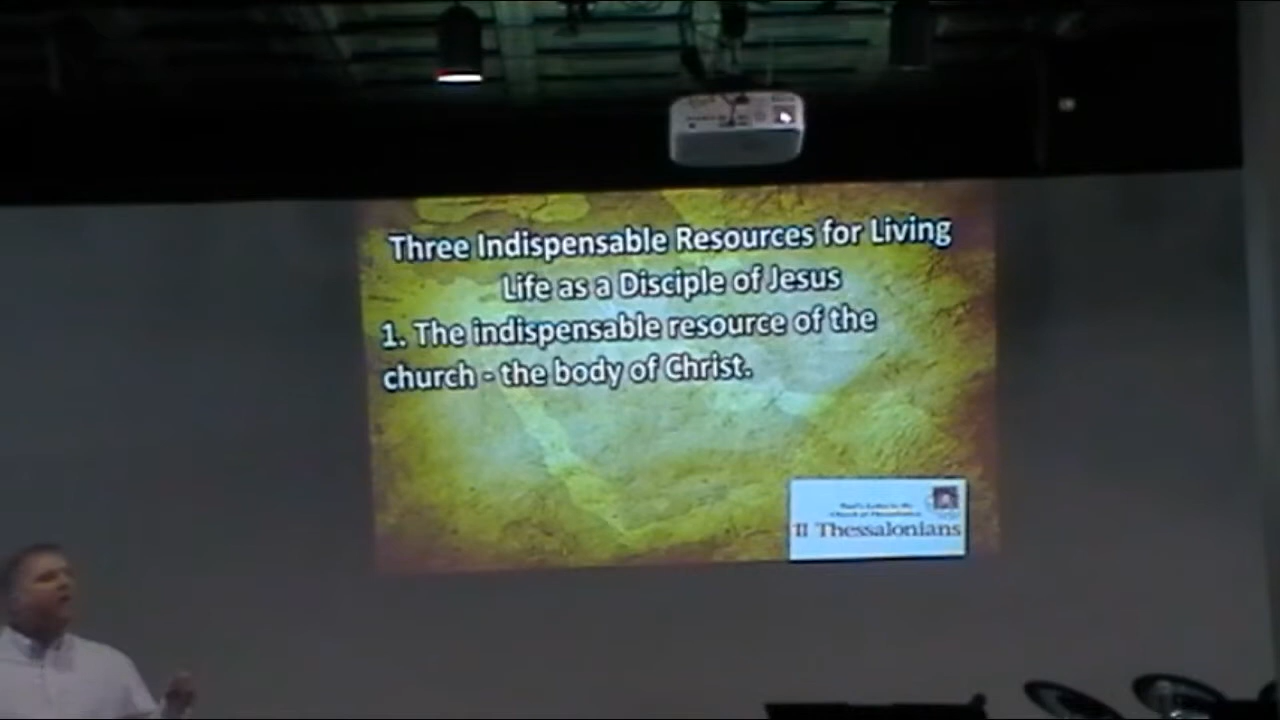 Three Indispensable Resources for Living
Life as a Disciple of Jesus
1. The indispensable resource of the
church - the body of Christ.
II Thessalonians